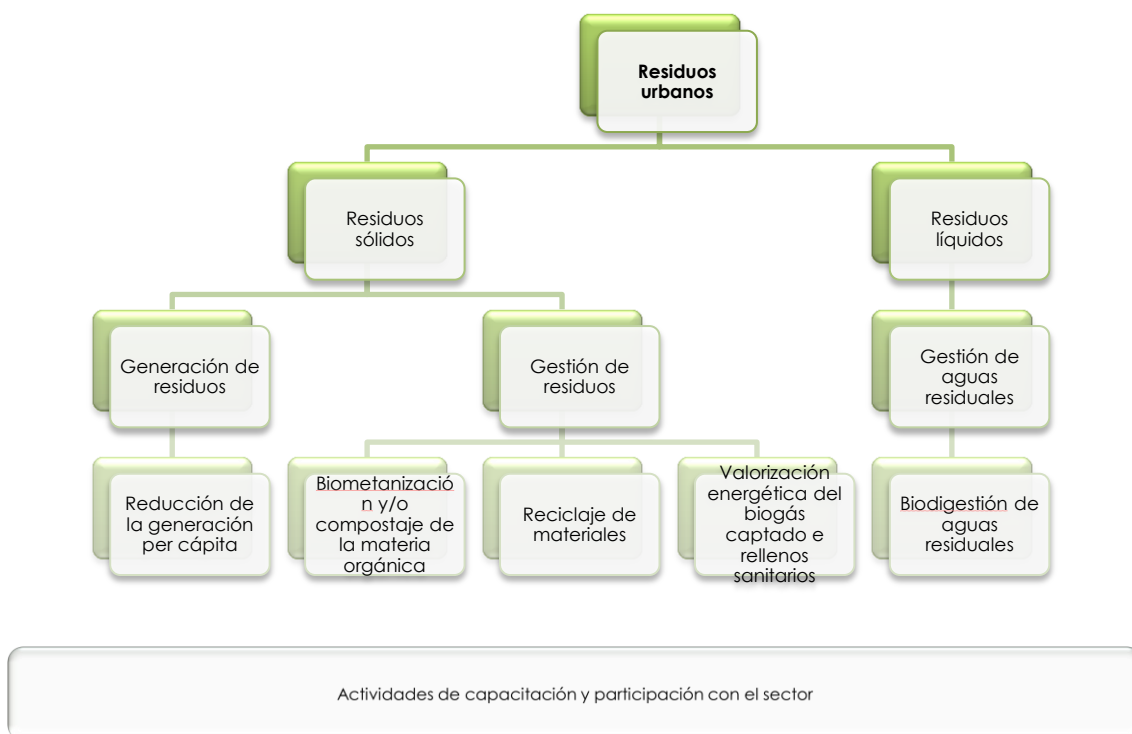 Residuos
urbanos
Residuos
sólidos
Residuos
líquidos
Generación de
residuos
Gestión de
residuos
Gestión de
aguas
residuales
Reducción de
la generación
per cápita
Biometanizació
n y/o
compostaje de
la materia
orgánica
Reciclaje de
materiales
Valorización
energética del
biogás
captado e
rellenos
sanitarios
Biodigestión de
aguas
residuales
Actividades de capacitación y participación con el sector